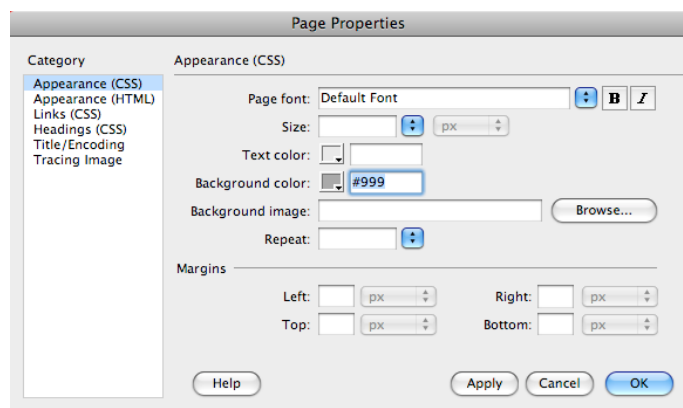 Page Properties
Category
Appearance (CSS)
Appearance (CSS)
Appearance (HTML)
Links (CSS)
Headings (CSS)
Title/Encoding
Tracing Image
Page font: Default Font B I
Size: px
Text color:
Background color: #999
Background image: Browse...
Repeat:
Margins
Left: px Right: px
Top: px Bottom: px
Help Apply Cancel OK